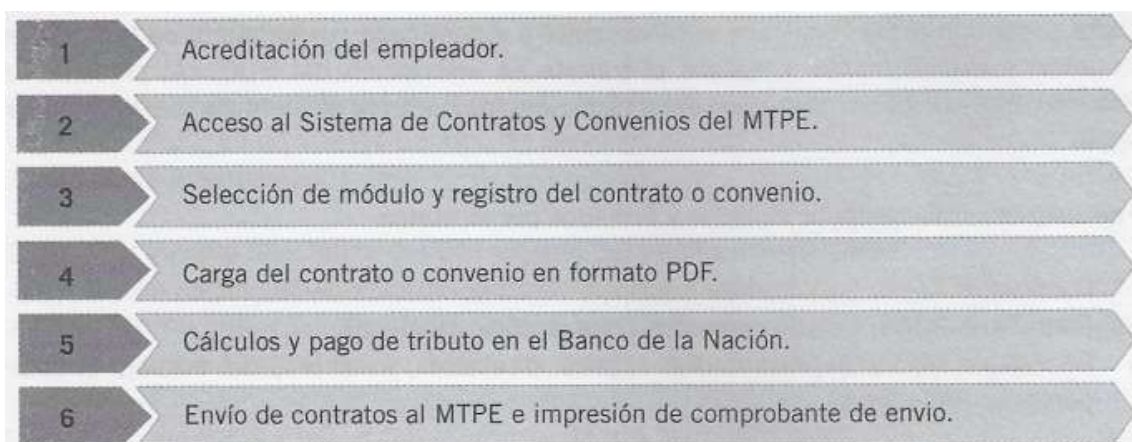 1 Acreditación del empleador.
2 Acceso al Sistema de Contratos y Convenios del MTPE.
3 Selección de módulo y registro del contrato o convenio.
4 Carga del contrato o convenio en formato PDF.
5 Cálculos y pago de tributo en el Banco de la Nación.
6 Envío de contratos al MTPE e impresión de comprobante de envio.